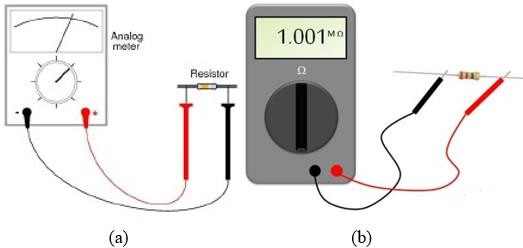 Analog
meter
- +
Resistor
1.001 MΩ
Ω
(a) (b)